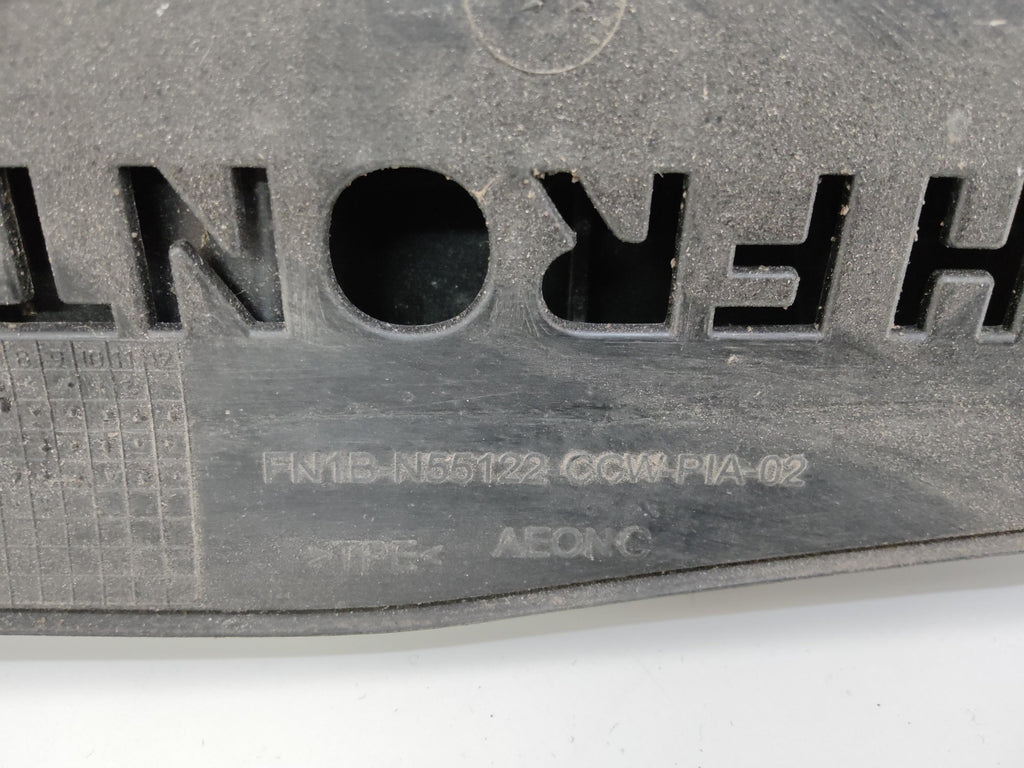 H FRONT
8 9 10 11 12
FN1B-N55122 CCW-PIA-02
>TPE< AEONC